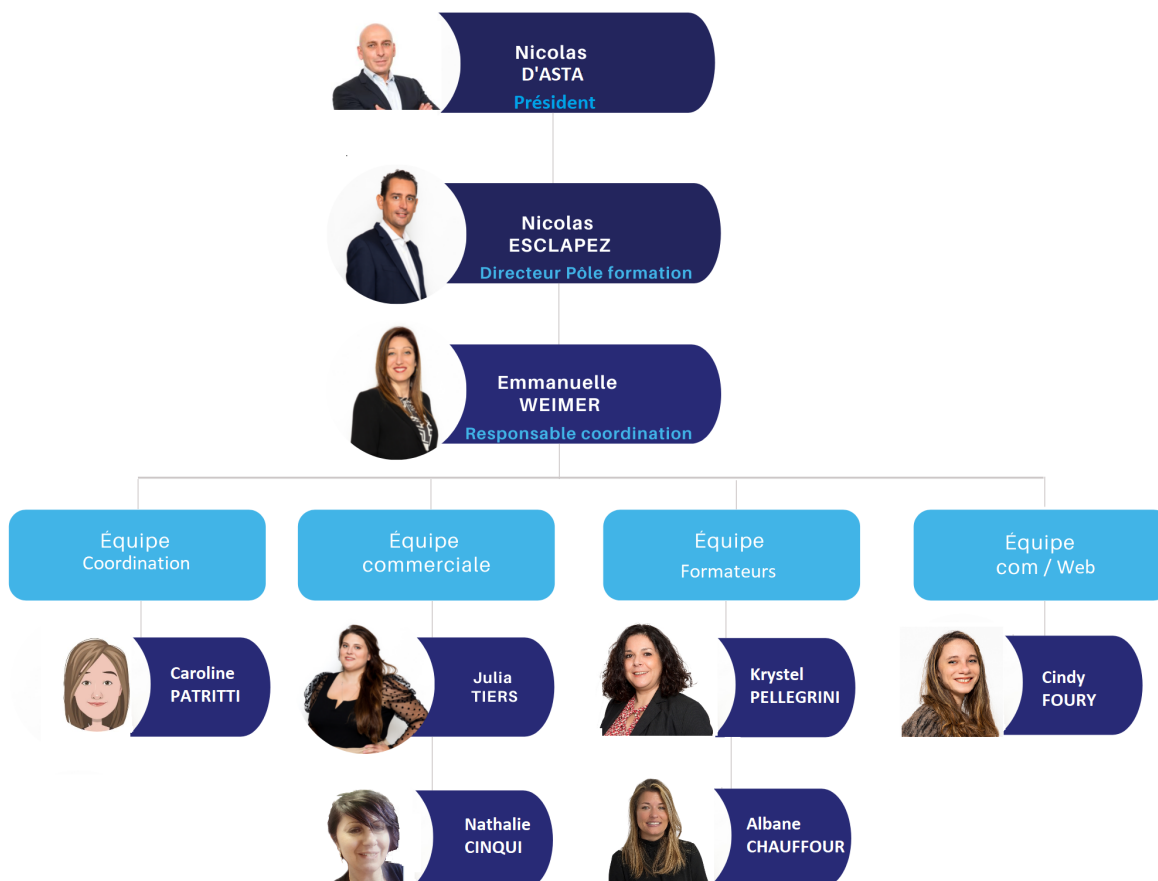 Nicolas
D'ASTA
Président
Nicolas
ESCLAPEZ
Directeur Pôle formation
Emmanuelle
WEIMER
Responsable coordination
Équipe
Coordination
Équipe
commerciale
Équipe
Formateurs
Équipe
com / Web
Caroline
PATRITTI
Julia
TIERS
Krystel
PELLEGRINI
Cindy
FOURY
Nathalie
CINQUI
Albane
CHAUFFOUR